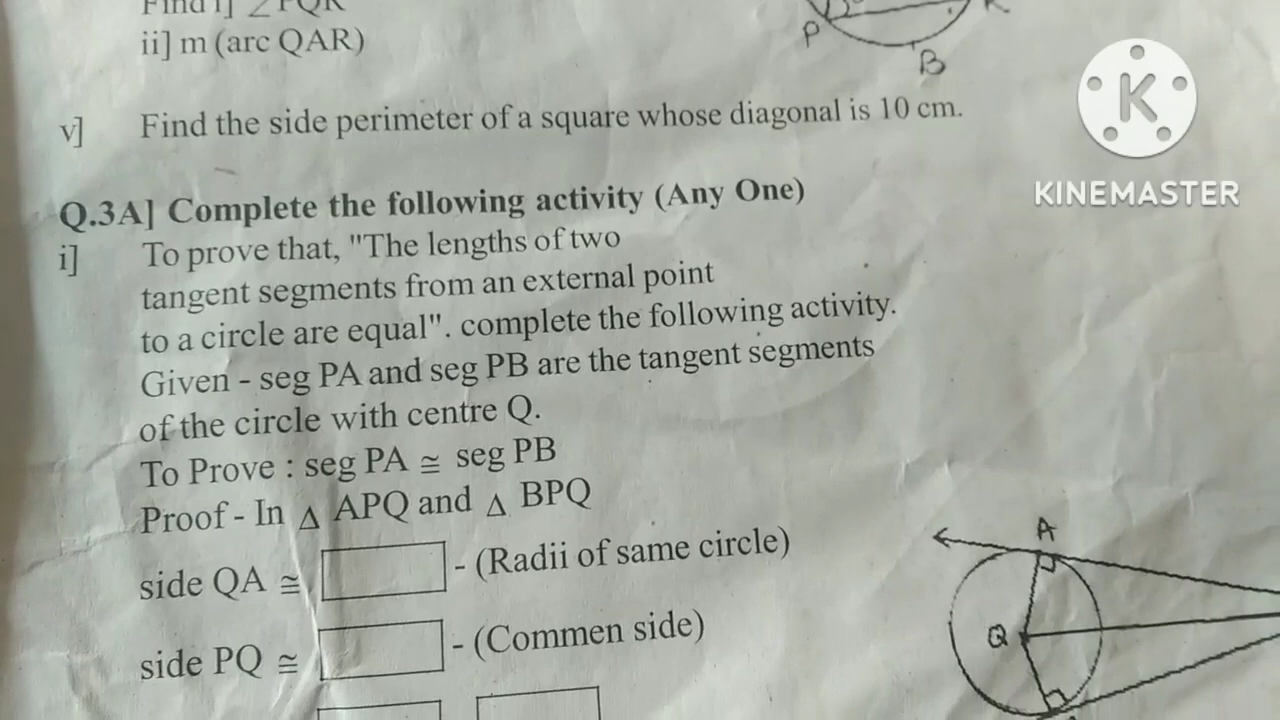 Find i] ∠PQR
ii] m (arc QAR)
P
B
K
KINEMASTER
v] Find the side perimeter of a square whose diagonal is 10 cm.
Q.3A] Complete the following activity (Any One)
i] To prove that, "The lengths of two
tangent segments from an external point
to a circle are equal". complete the following activity.
Given - seg PA and seg PB are the tangent segments
of the circle with centre Q.
To Prove : seg PA ≅ seg PB
Proof - In △ APQ and △ BPQ
side QA ≅ - (Radii of same circle)
side PQ ≅ - (Commen side)
A
Q